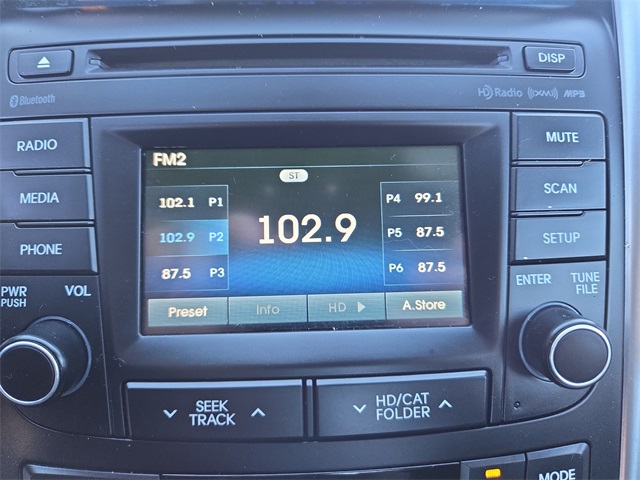 DISP
Bluetooth
HD Radio ((XM)) MP3
RADIO
MEDIA
PHONE
PWR
PUSH
VOL
FM2
ST
102.1 P1
102.9 P2
87.5 P3
102.9
P4 99.1
P5 87.5
P6 87.5
Preset
Info
HD
A.Store
MUTE
SCAN
SETUP
ENTER
TUNE
FILE
SEEK
TRACK
HD/CAT
FOLDER
MODE